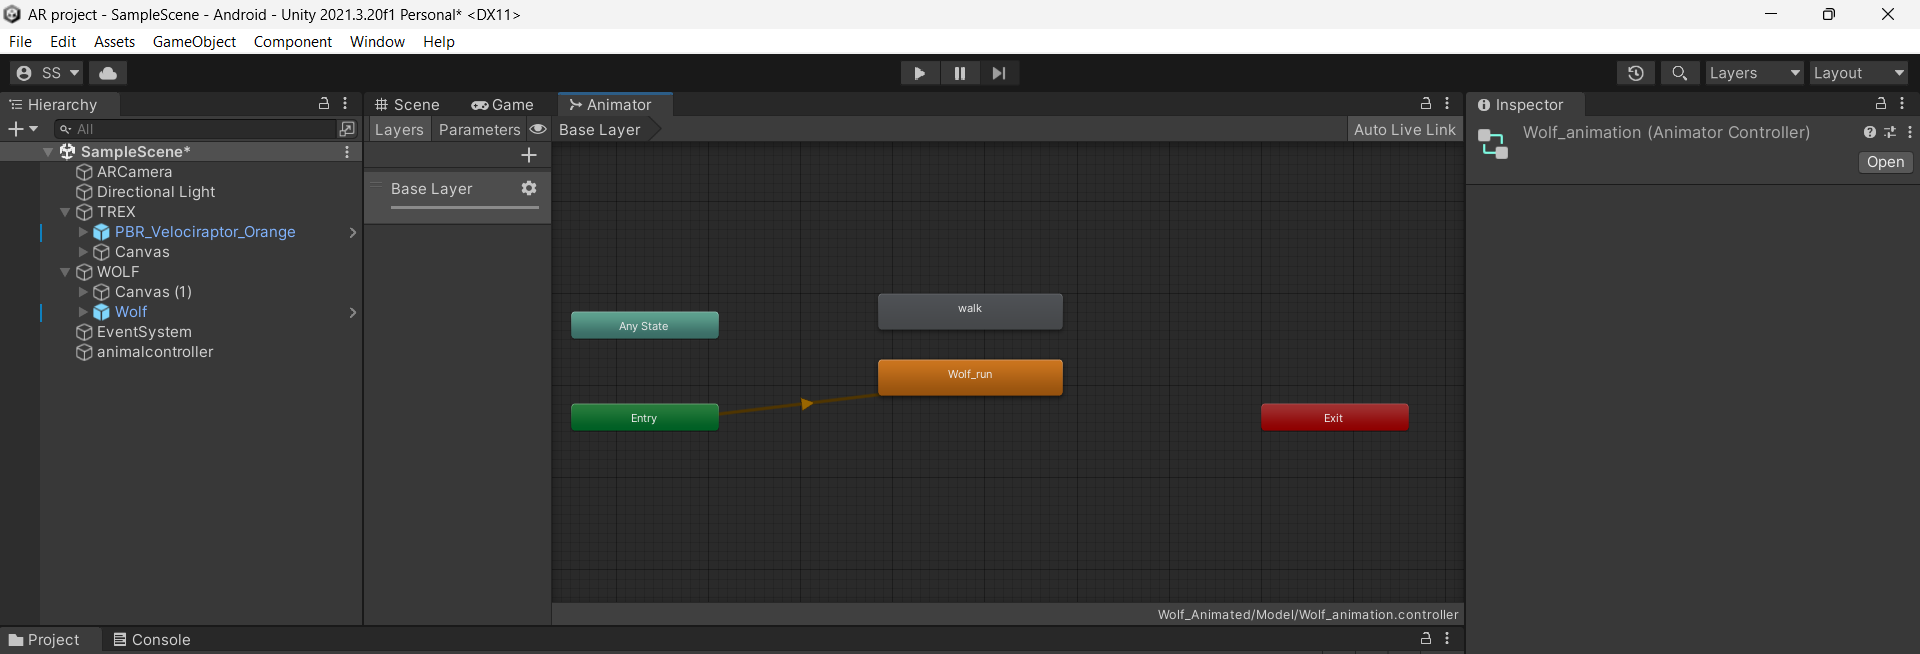 AR project - SampleScene - Android - Unity 2021.3.20f1 Personal* <DX11>
File Edit Assets GameObject Component Window Help
SS Layers Layout
Hierarchy
All
SampleScene*
ARCamera
Directional Light
TREX
PBR_Velociraptor_Orange
Canvas
WOLF
Canvas (1)
Wolf
EventSystem
animalcontroller
Scene Game Animator
Layers Parameters Base Layer Auto Live Link
Base Layer
Any State
Entry
walk
Wolf_run
Exit
Wolf_Animated/Model/Wolf_animation.controller
Inspector
Wolf_animation (Animator Controller)
Open
Project Console